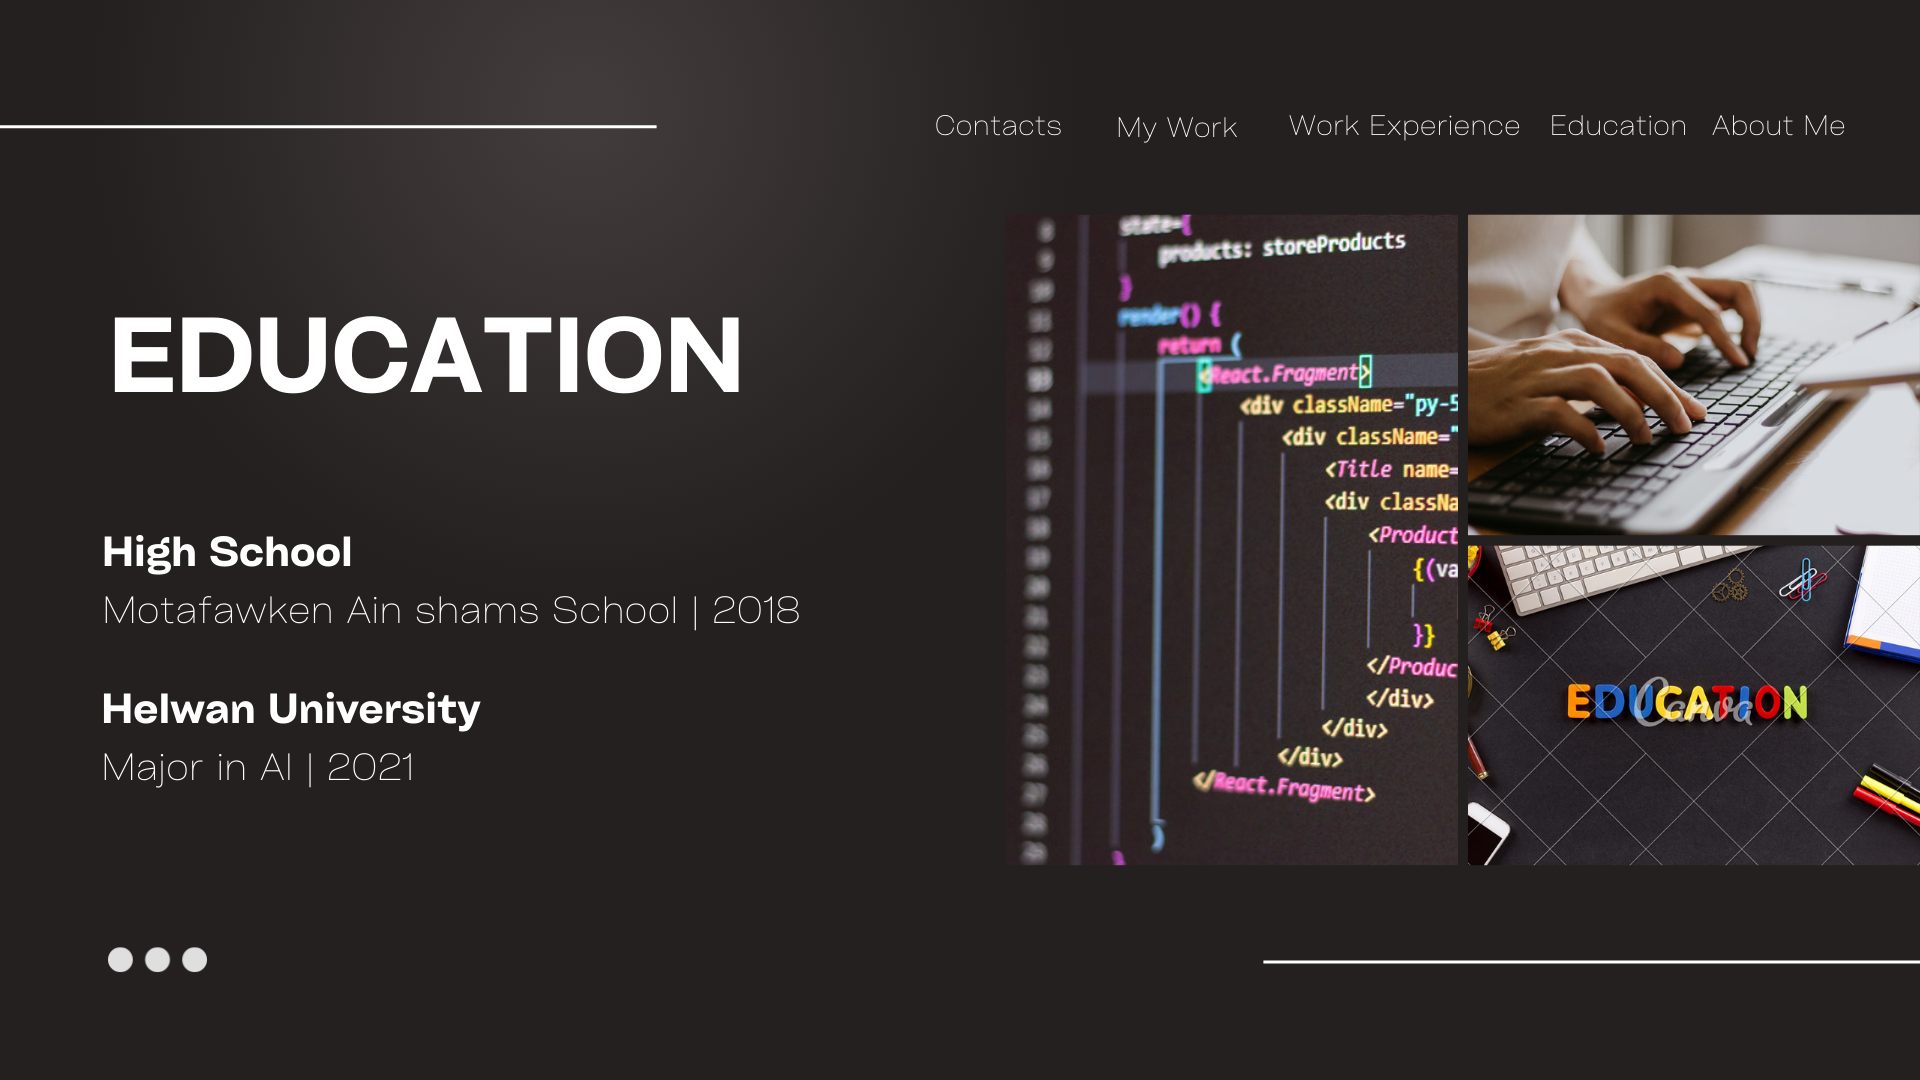 Contacts My Work Work Experience Education About Me
EDUCATION
High School
Motafawken Ain shams School | 2018
Helwan University
Major in AI | 2021
state={
products: storeProducts
}
render() {
return (
<React.Fragment>
<div className="py-5
<div className="
<Title name=
<div classNa
<Product
{(va
}}
</Produc
</div>
</div>
</div>
</React.Fragment>
)
}
EDUCATION
Canva